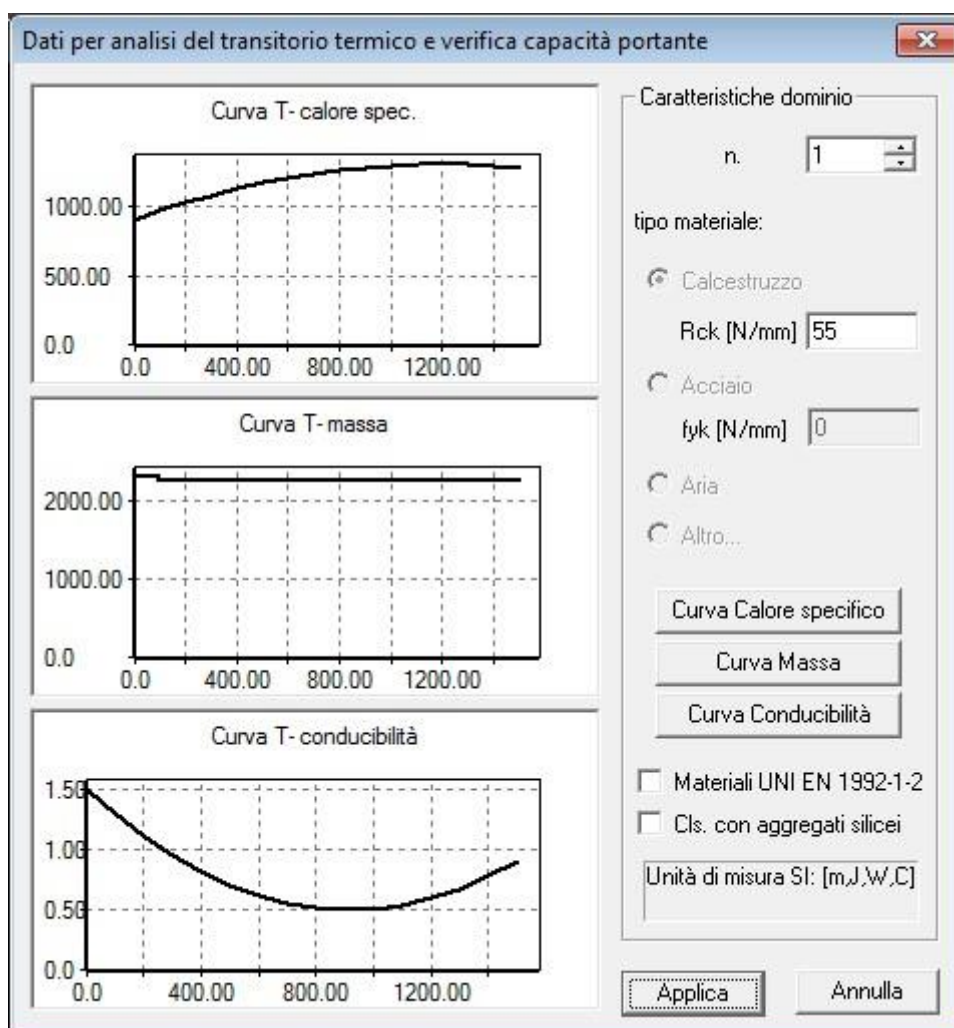 Dati per analisi del transitorio termico e verifica capacità portante
Curva T- calore spec.
1000.00
500.00
0.0
0.0 400.00 800.00 1200.00
Curva T- massa
2000.00
1000.00
0.0
0.0 400.00 800.00 1200.00
Curva T- conducibilità
1.50
1.00
0.50
0.0
0.0 400.00 800.00 1200.00
Caratteristiche dominio
n. 1
tipo materiale:
Calcestruzzo
Rck [N/mm] 55
Acciaio
fyk [N/mm] 0
Aria
Altro...
Curva Calore specifico
Curva Massa
Curva Conducibilità
Materiali UNI EN 1992-1-2
Cls. con aggregati silicei
Unità di misura SI: [m,J,W,C]
Applica Annulla